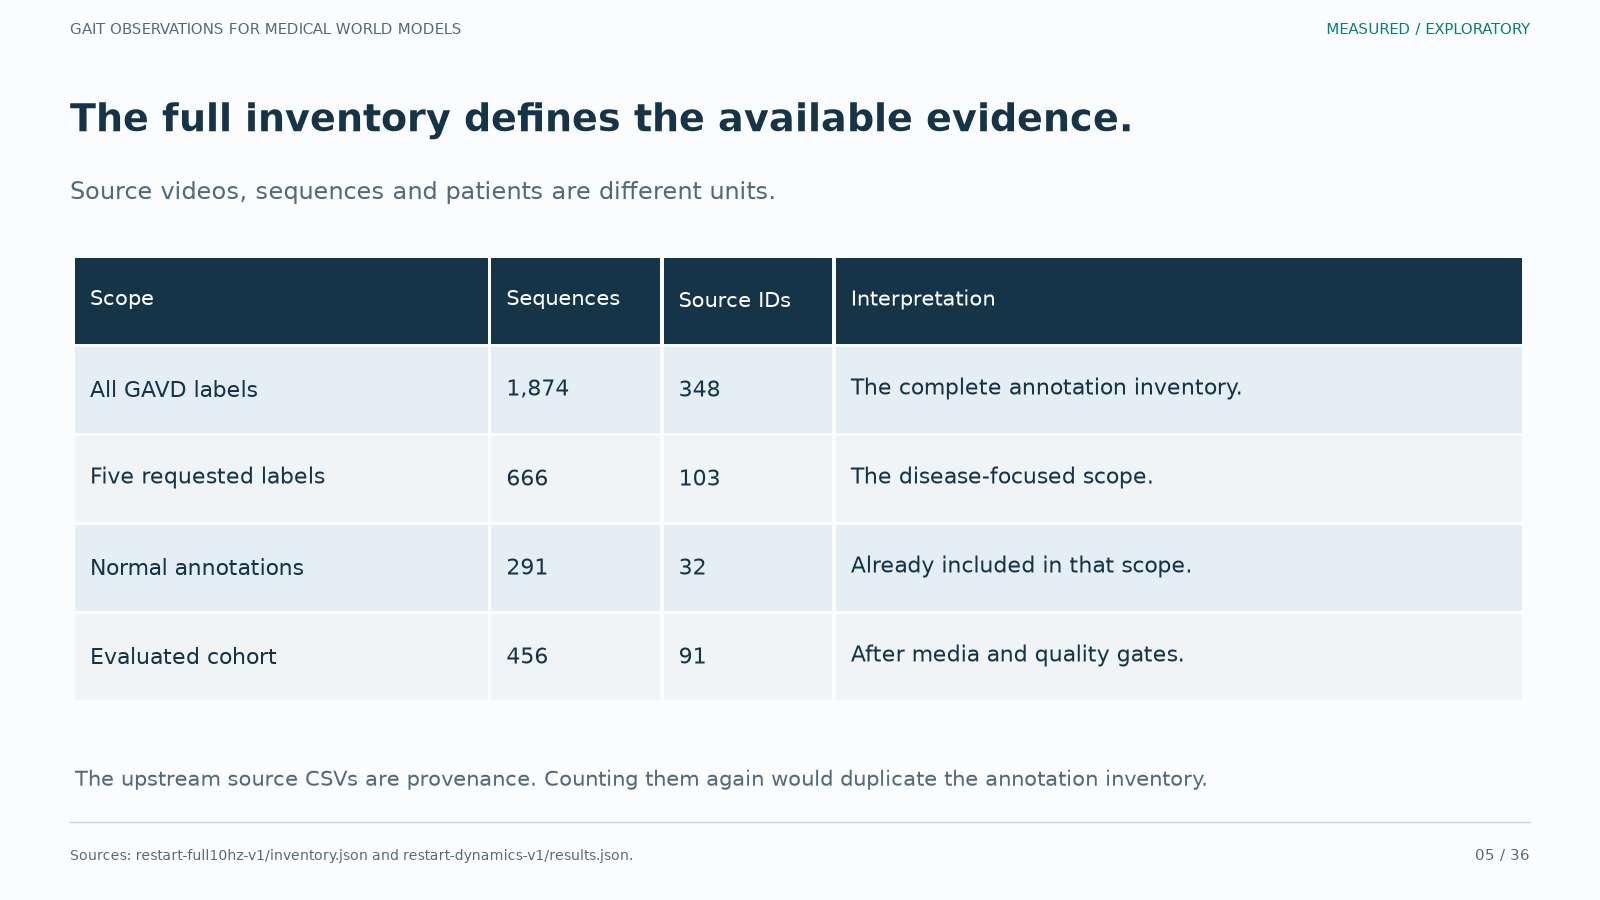 GAIT OBSERVATIONS FOR MEDICAL WORLD MODELS
MEASURED / EXPLORATORY
The full inventory defines the available evidence.
Source videos, sequences and patients are different units.
Scope Sequences Source IDs Interpretation
All GAVD labels 1,874 348 The complete annotation inventory.
Five requested labels 666 103 The disease-focused scope.
Normal annotations 291 32 Already included in that scope.
Evaluated cohort 456 91 After media and quality gates.
The upstream source CSVs are provenance. Counting them again would duplicate the annotation inventory.
Sources: restart-full10hz-v1/inventory.json and restart-dynamics-v1/results.json.
05 / 36